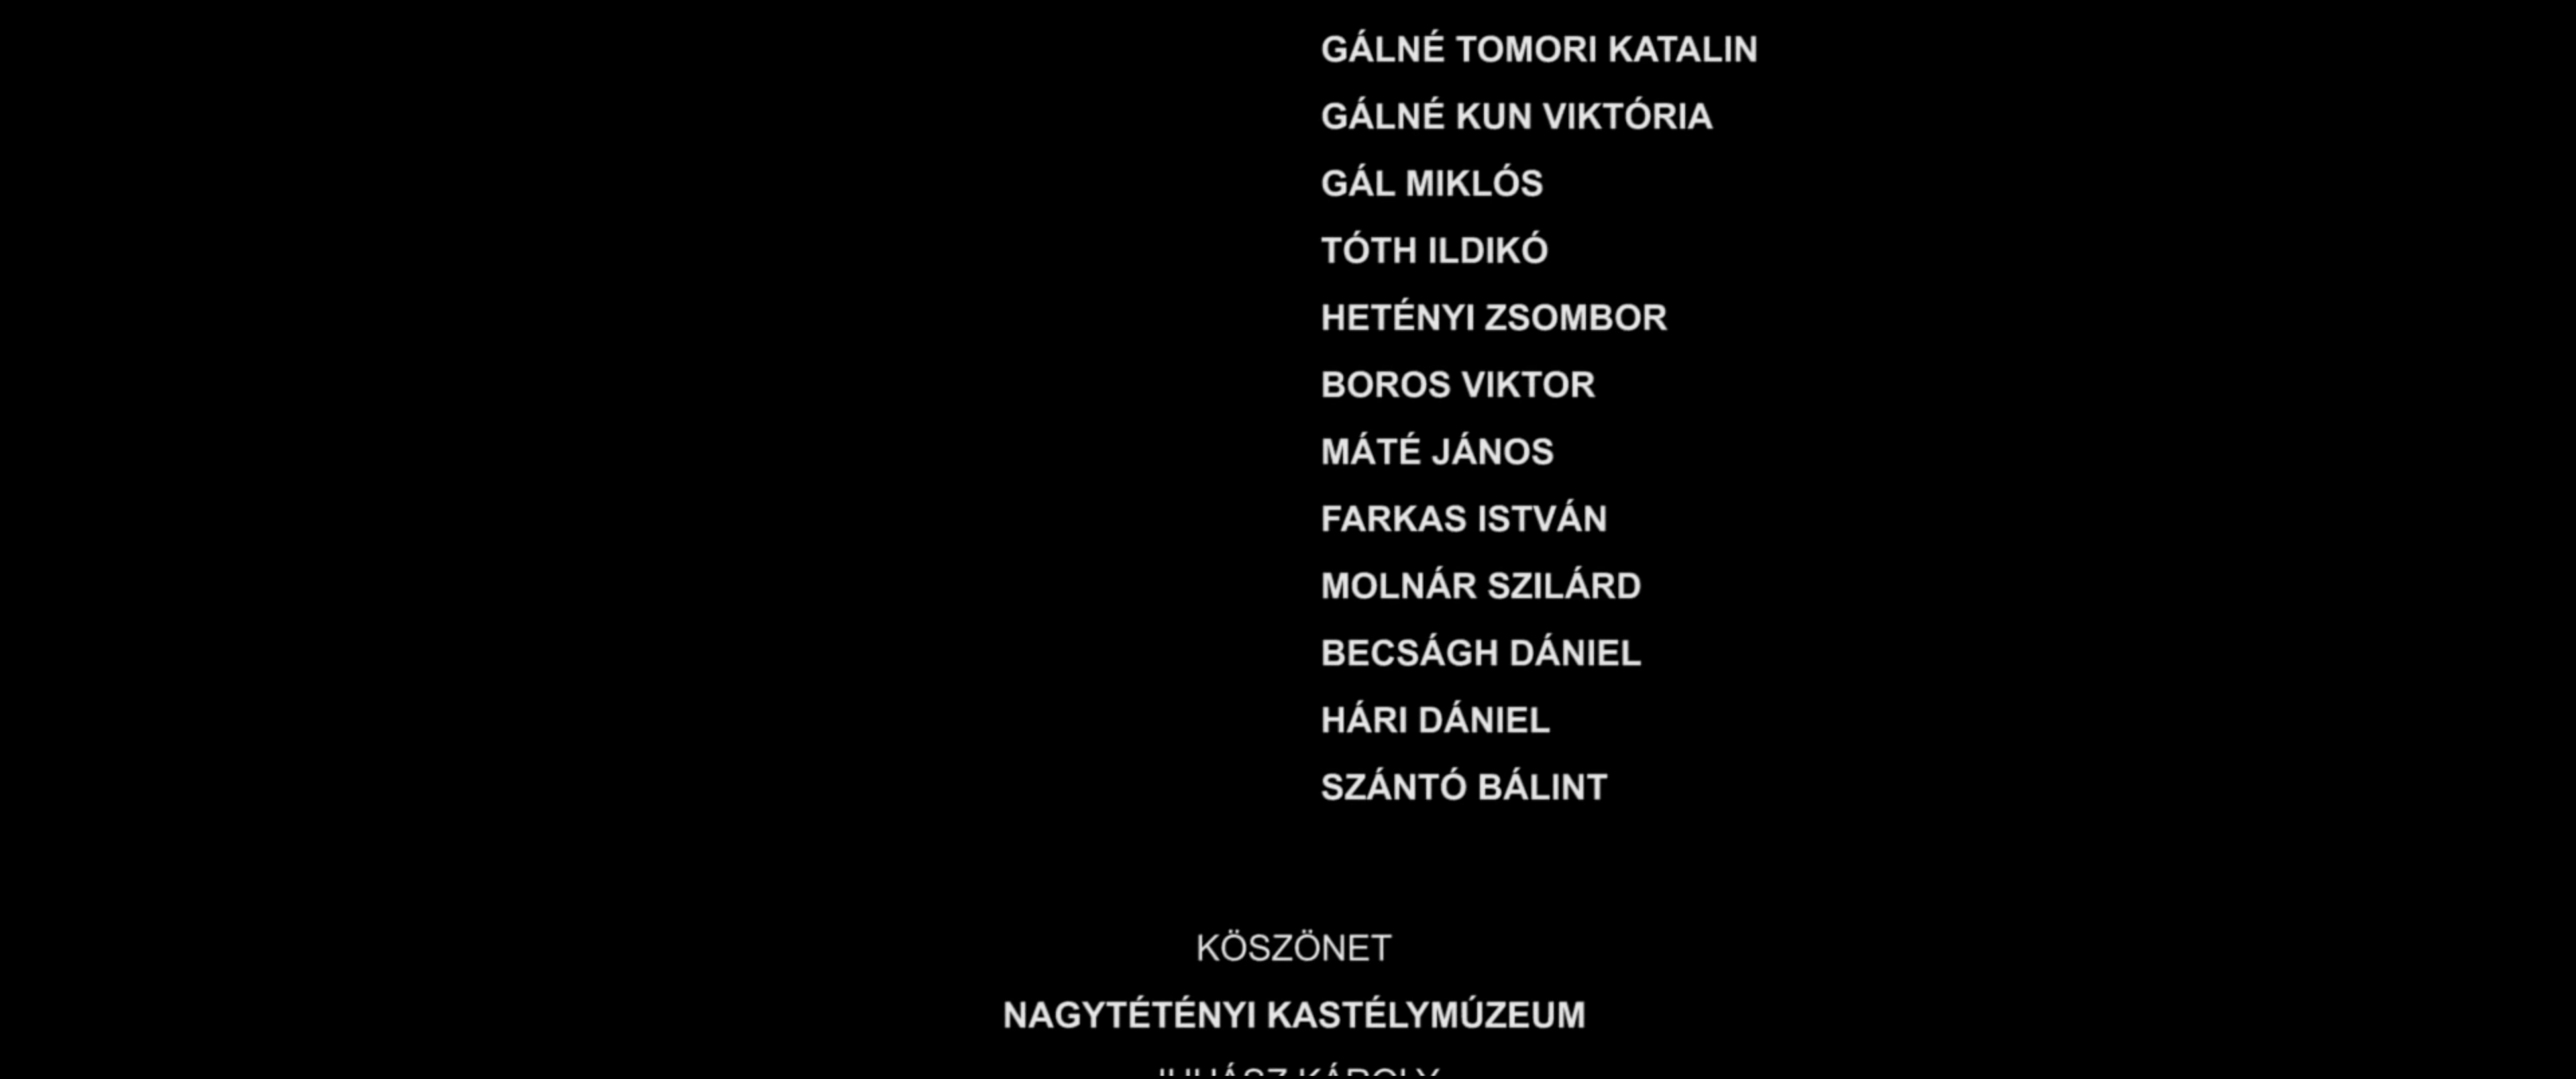 GÁLNÉ TOMORI KATALIN
GÁLNÉ KUN VIKTÓRIA
GÁL MIKLÓS
TÓTH ILDIKÓ
HETÉNYI ZSOMBOR
BOROS VIKTOR
MÁTÉ JÁNOS
FARKAS ISTVÁN
MOLNÁR SZILÁRD
BECSÁGH DÁNIEL
HÁRI DÁNIEL
SZÁNTÓ BÁLINT
KÖSZÖNET
NAGYTÉTÉNYI KASTÉLYMÚZEUM